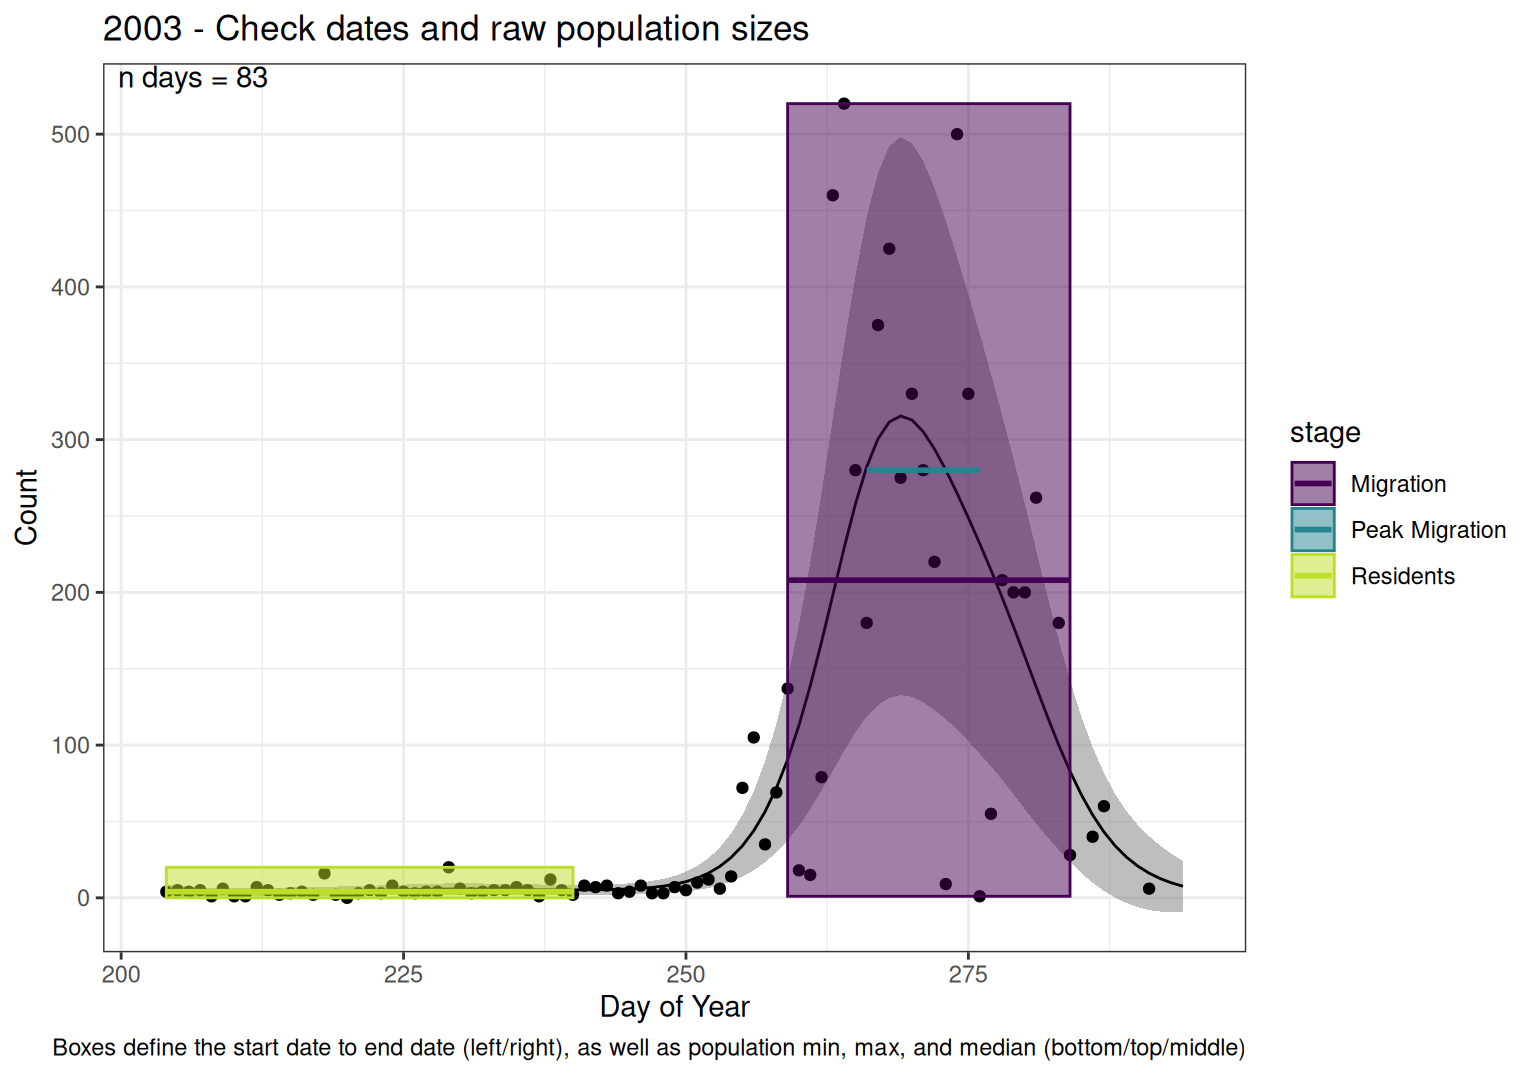 2003 - Check dates and raw population sizes
n days = 83
500
400
300
200
100
0
Count
200 225 250 275
Day of Year
stage
Migration
Peak Migration
Residents
Boxes define the start date to end date (left/right), as well as population min, max, and median (bottom/top/middle)